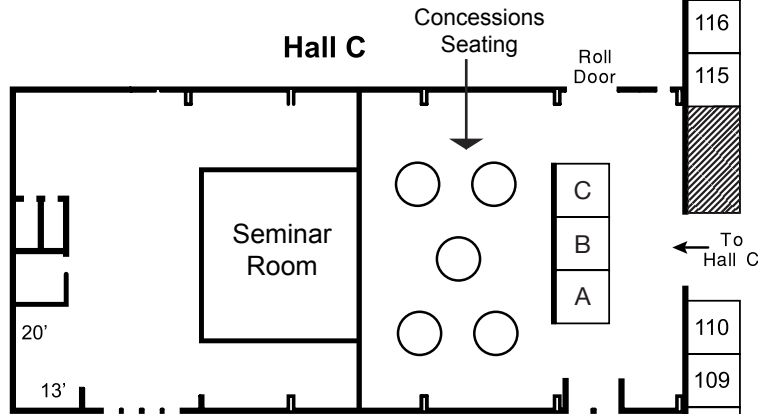 116
Concessions
Seating
Hall C
Roll
Door
115
C
Seminar
Room
B
To
Hall C
A
110
20’
109
13’